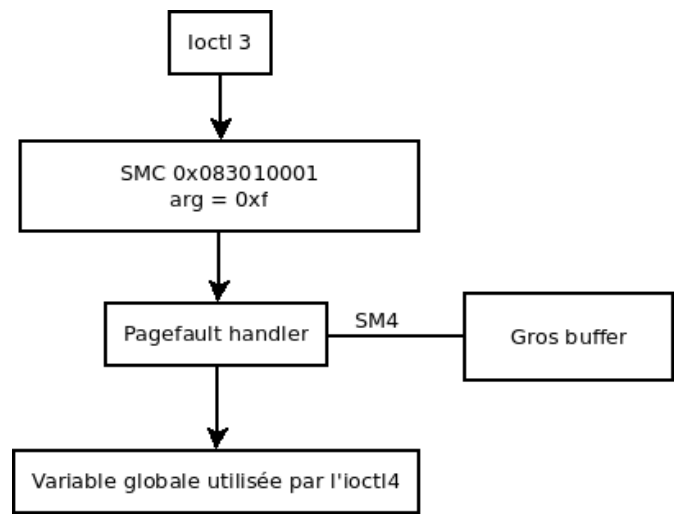 Ioctl 3
SMC 0x083010001
arg = 0xf
Pagefault handler
SM4
Gros buffer
Variable globale utilisée par l'ioctl4